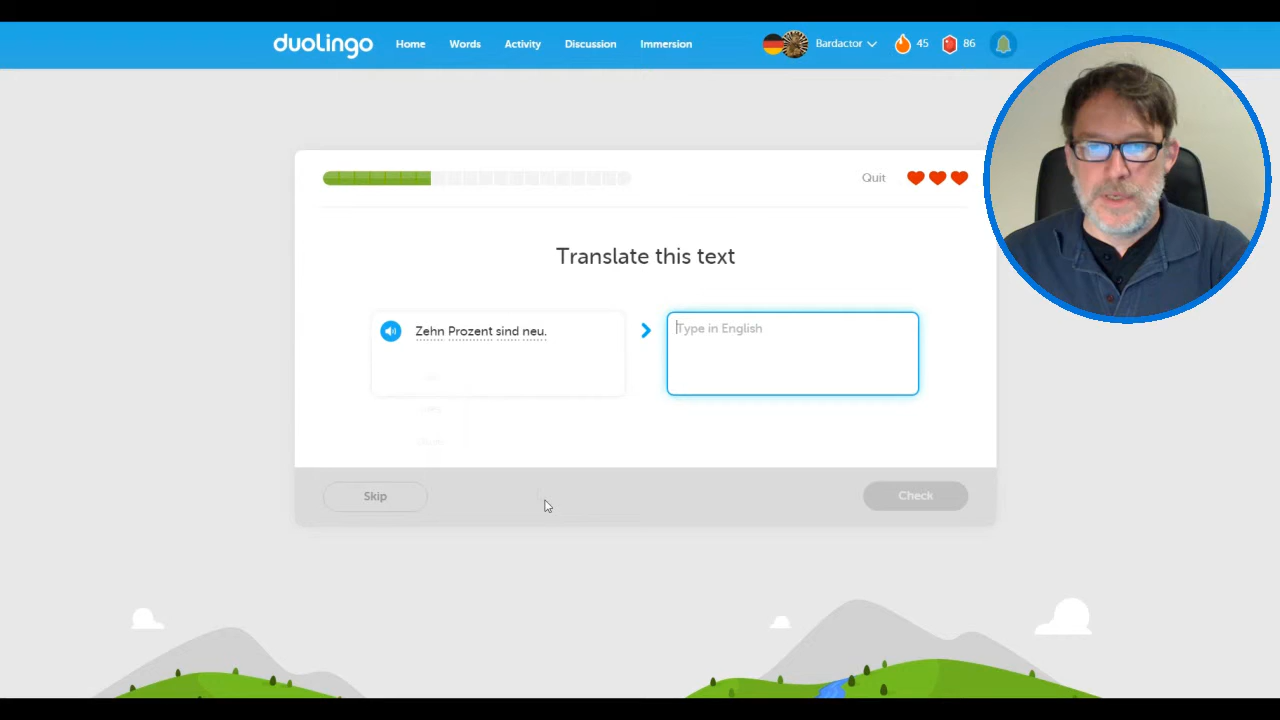 duolingo Home Words Activity Discussion Immersion Bardactor 45 86
Quit
Translate this text
Zehn Prozent sind neu.
Type in English
Skip Check